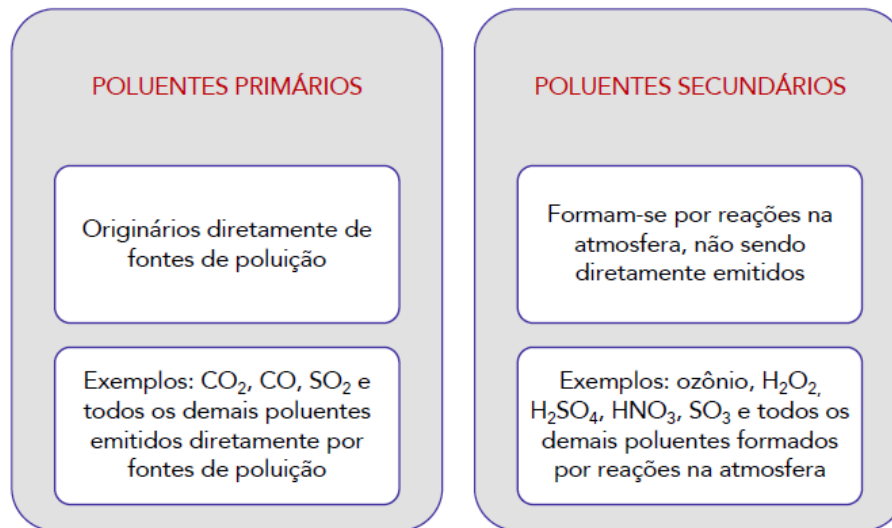 POLUENTES PRIMÁRIOS
Originários diretamente de
fontes de poluição
Exemplos: CO₂, CO, SO₂ e
todos os demais poluentes
emitidos diretamente por
fontes de poluição
POLUENTES SECUNDÁRIOS
Formam-se por reações na
atmosfera, não sendo
diretamente emitidos
Exemplos: ozônio, H₂O₂,
H₂SO₄, HNO₃, SO₃ e todos os
demais poluentes formados
por reações na atmosfera